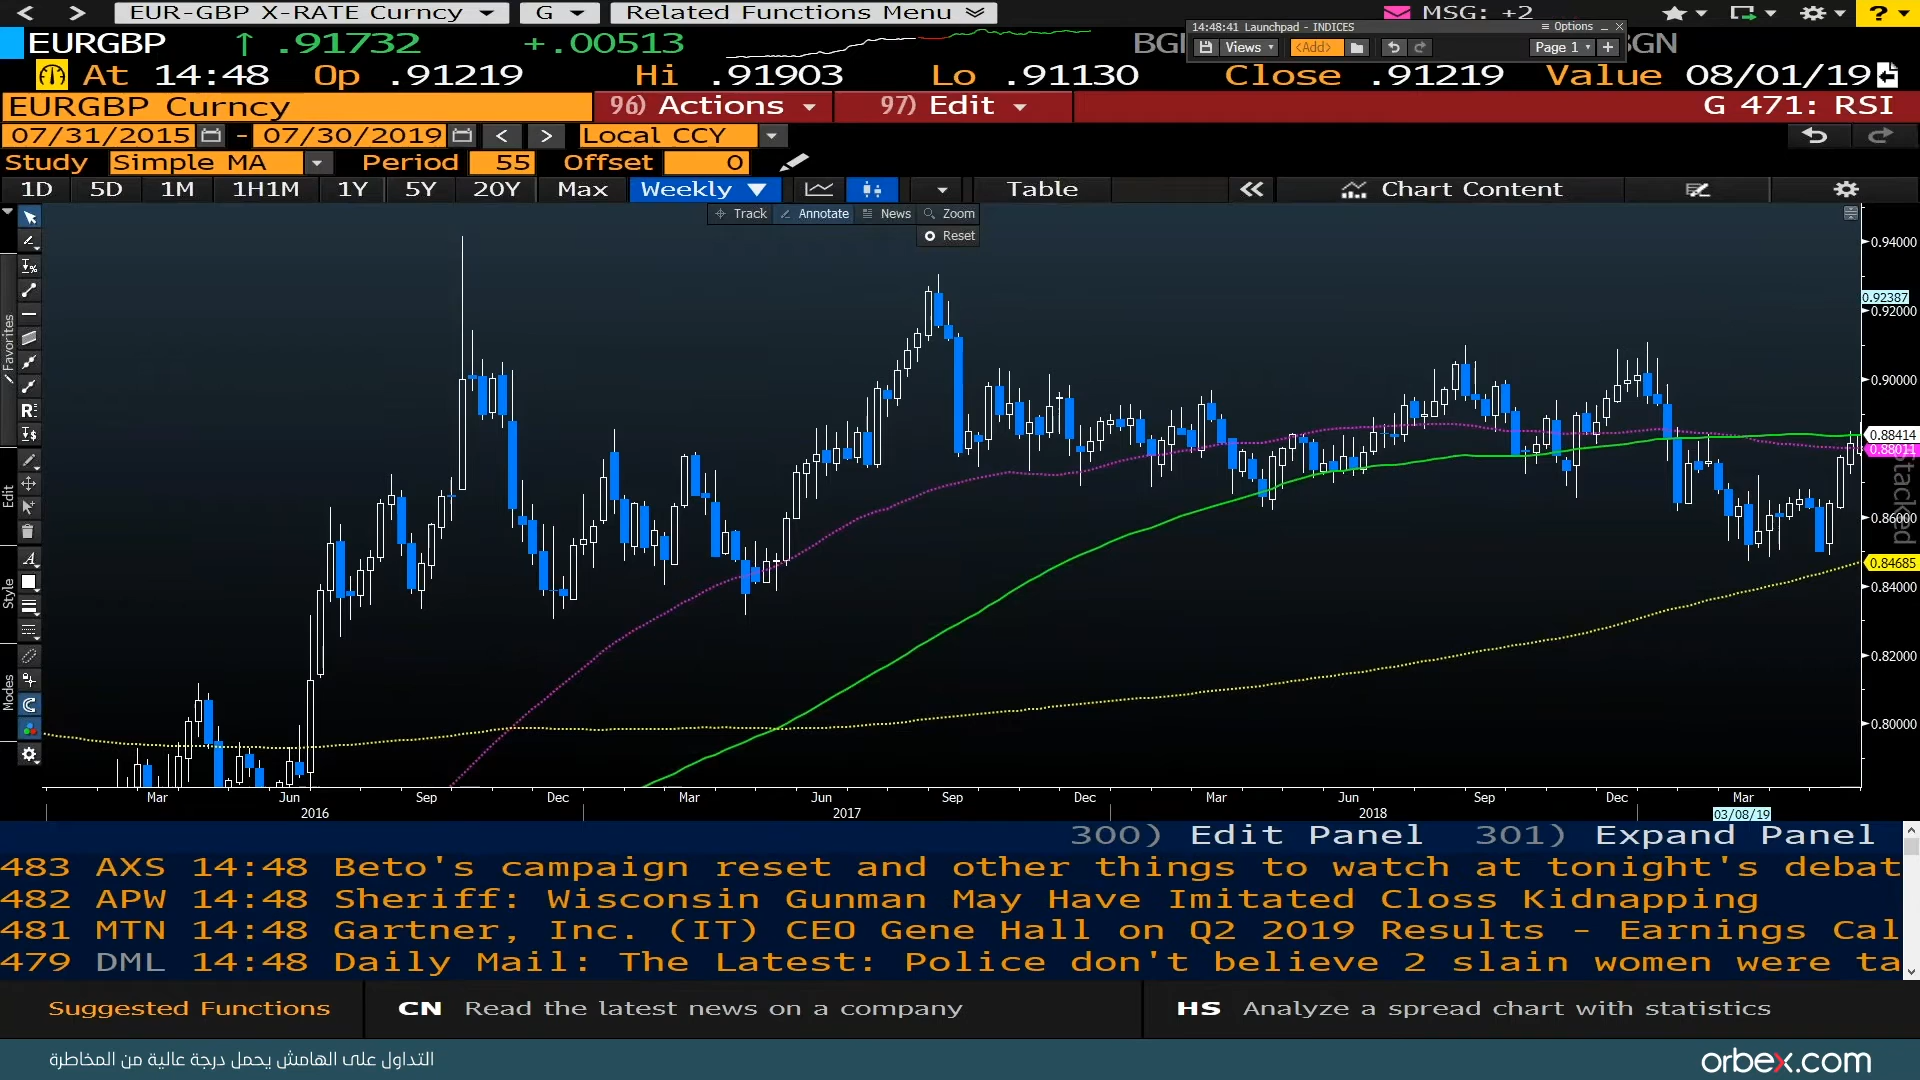 EUR-GBP X-RATE Curncy G Related Functions Menu MSG: +2 ?
14:48:41 Launchpad - INDICES Options
Views <Add> Page 1 +
EURGBP ↑ .91732 +.00513 BGN
At 14:48 Op .91219 Hi .91903 Lo .91130 Close .91219 Value 08/01/19
EURGBP Curncy 96) Actions 97) Edit G 471: RSI
07/31/2015 - 07/30/2019 < > Local CCY
Study Simple MA Period 55 Offset 0
1D 5D 1M 1H1M 1Y 5Y 20Y Max Weekly ▼ Table Chart Content
Track Annotate News Zoom
Reset
Favorites
Edit
Style
Modes
0.94000
0.92387
0.92000
0.90000
0.88414
0.88011
0.86000
0.84685
0.84000
0.82000
0.80000
Stacked
Mar Jun Sep Dec Mar Jun Sep Dec Mar Jun Sep Dec Mar
2016 2017 2018 03/08/19
300) Edit Panel 301) Expand Panel
483 AXS 14:48 Beto's campaign reset and other things to watch at tonight's debat
482 APW 14:48 Sheriff: Wisconsin Gunman May Have Imitated Closs Kidnapping
481 MTN 14:48 Gartner, Inc. (IT) CEO Gene Hall on Q2 2019 Results - Earnings Cal
479 DML 14:48 Daily Mail: The Latest: Police don't believe 2 slain women were ta
Suggested Functions CN Read the latest news on a company HS Analyze a spread chart with statistics
التداول على الهامش يحمل درجة عالية من المخاطرة
orbex.com